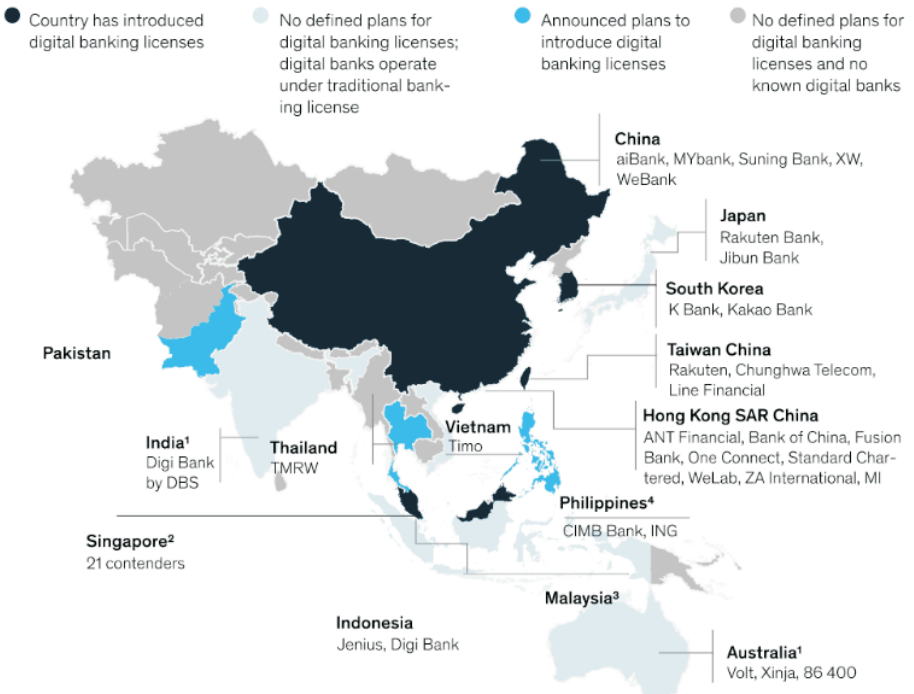 Country has introduced
digital banking licenses
No defined plans for
digital banking licenses;
digital banks operate
under traditional bank-
ing license
Announced plans to
introduce digital
banking licenses
No defined plans for
digital banking
licenses and no
known digital banks
China
aiBank, MYbank, Suning Bank, XW,
WeBank
Japan
Rakuten Bank,
Jibun Bank
South Korea
K Bank, Kakao Bank
Pakistan
Taiwan China
Rakuten, Chunghwa Telecom,
Line Financial
Hong Kong SAR China
ANT Financial, Bank of China, Fusion
Bank, One Connect, Standard Char-
tered, WeLab, ZA International, MI
India¹
Digi Bank
by DBS
Thailand
TMRW
Vietnam
Timo
Philippines⁴
CIMB Bank, ING
Singapore²
21 contenders
Malaysia³
Indonesia
Jenius, Digi Bank
Australia¹
Volt, Xinja, 86 400